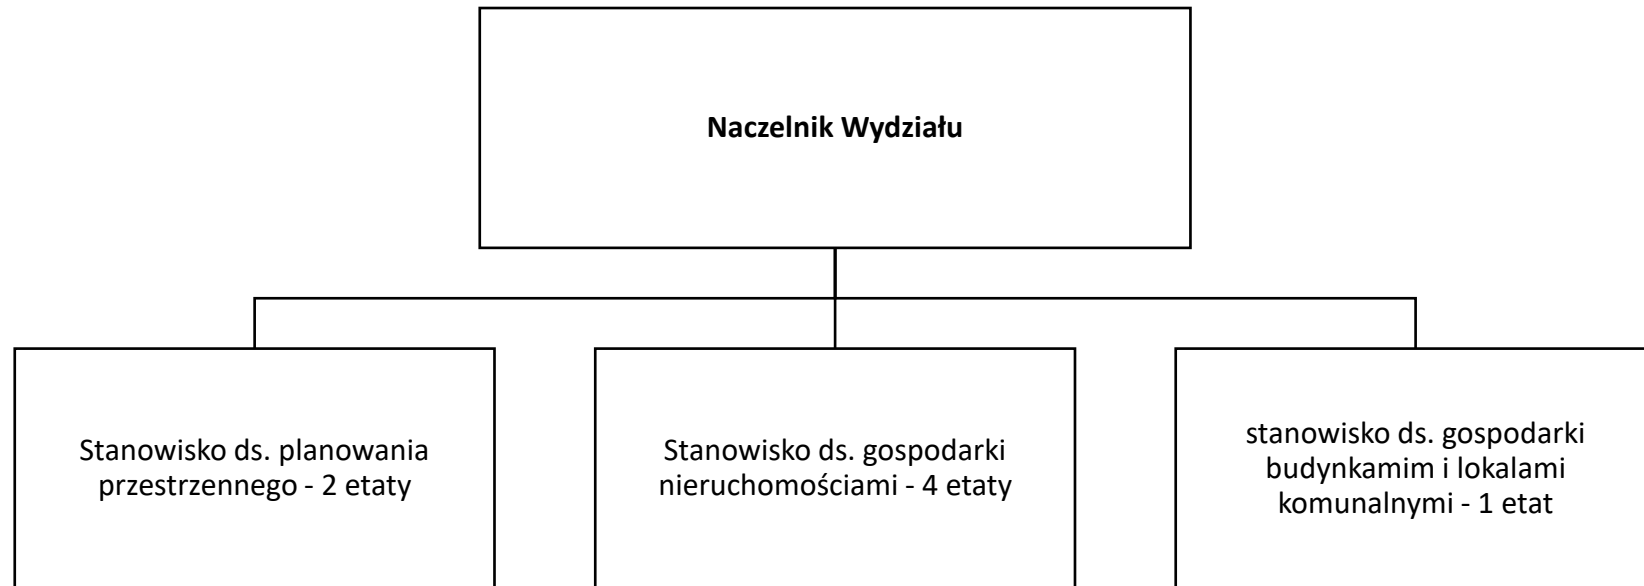 Naczelnik Wydziału
Stanowisko ds. planowania
przestrzennego - 2 etaty
Stanowisko ds. gospodarki
nieruchomościami - 4 etaty
stanowisko ds. gospodarki
budynkamim i lokalami
komunalnymi - 1 etat